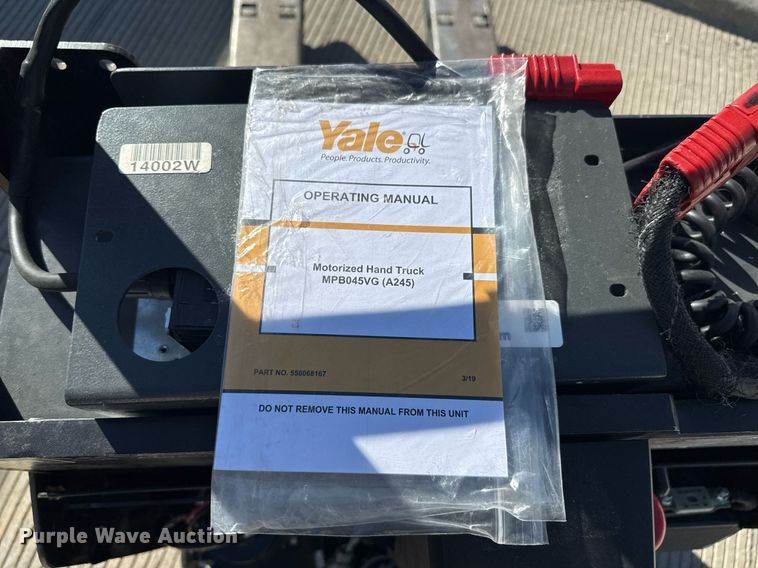 14002W
Yale
People. Products. Productivity.
OPERATING MANUAL
Motorized Hand Truck
MPB045VG (A245)
PART NO. 550068167
3/19
DO NOT REMOVE THIS MANUAL FROM THIS UNIT
Purple Wave Auction